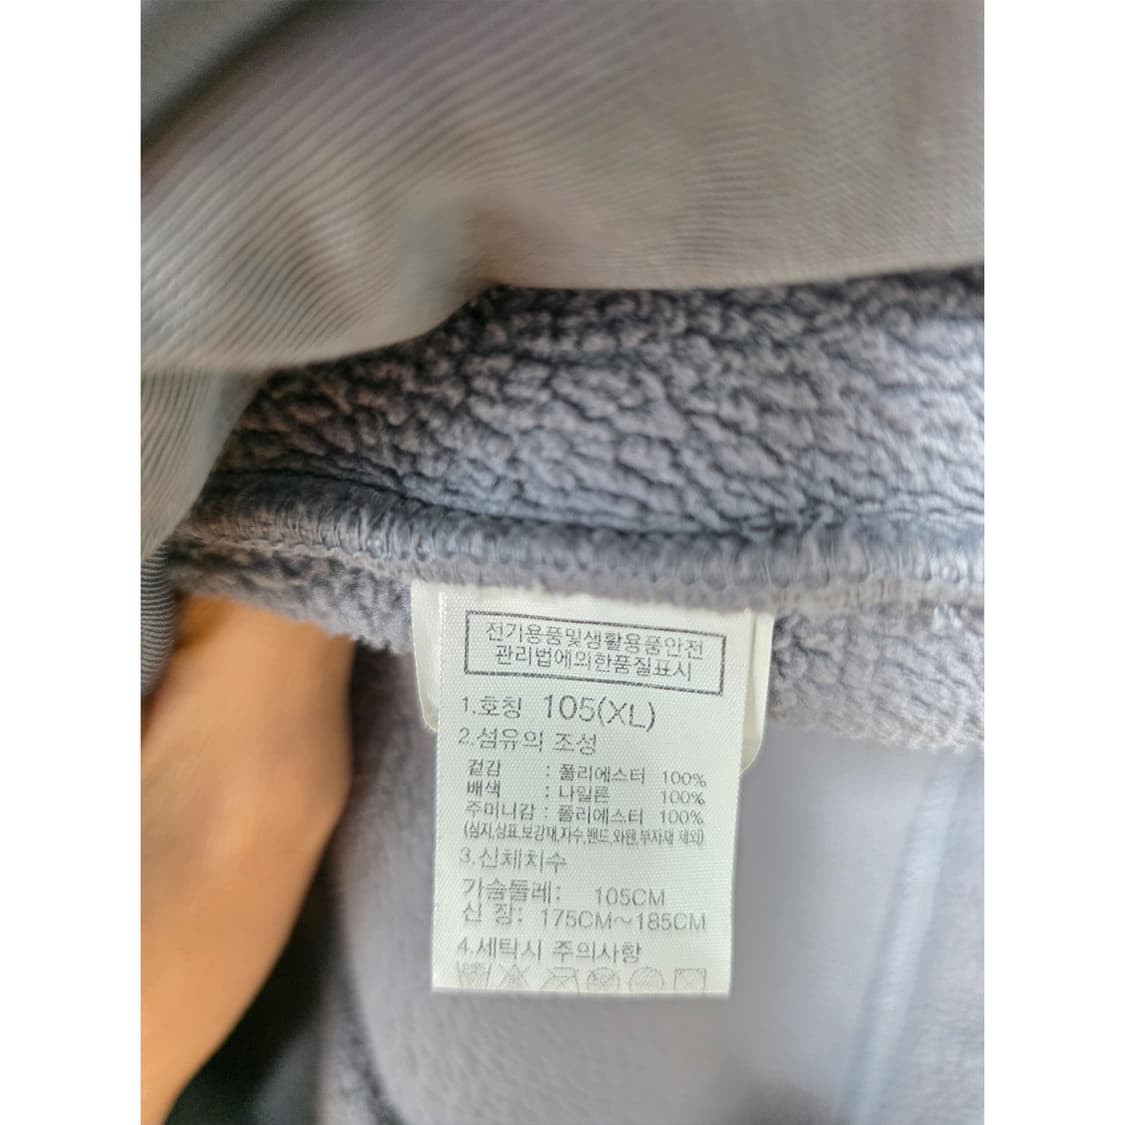 전기용품및생활용품안전
관리법에의한품질표시
1.호칭 105(XL)
2.섬유의 조성
겉감 : 폴리에스터 100%
배색 : 나일론 100%
주머니감 : 폴리에스터 100%
(심지,상표,보강재,자수,밴드,와펜,부자재 제외)
3.신체치수
가슴둘레: 105CM
신 장: 175CM~185CM
4.세탁시 주의사항